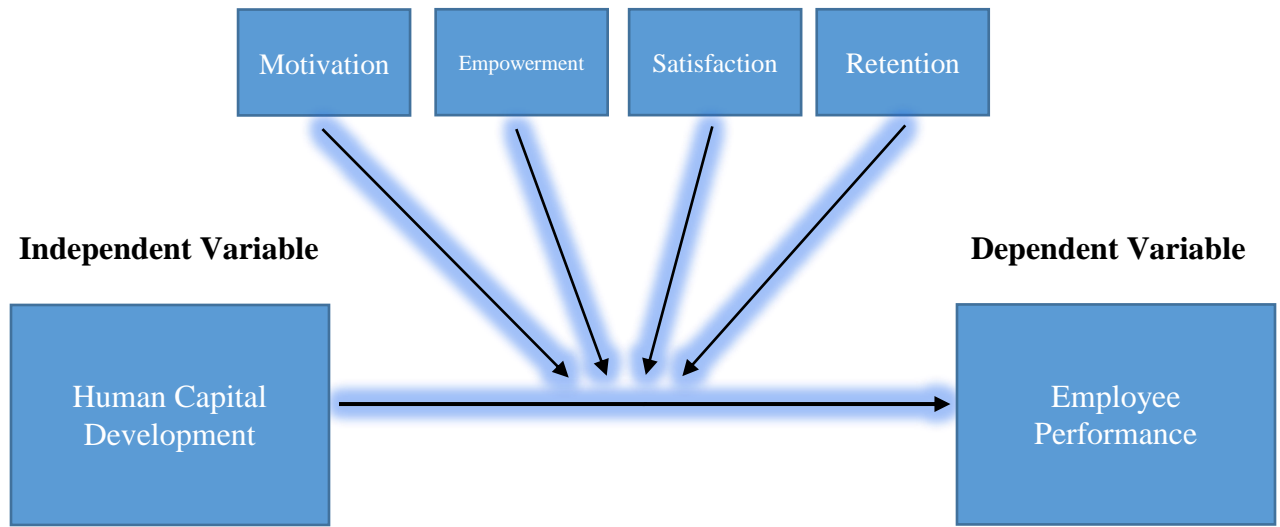 Motivation
Empowerment
Satisfaction
Retention
Independent Variable
Dependent Variable
Human Capital
Development
Employee
Performance